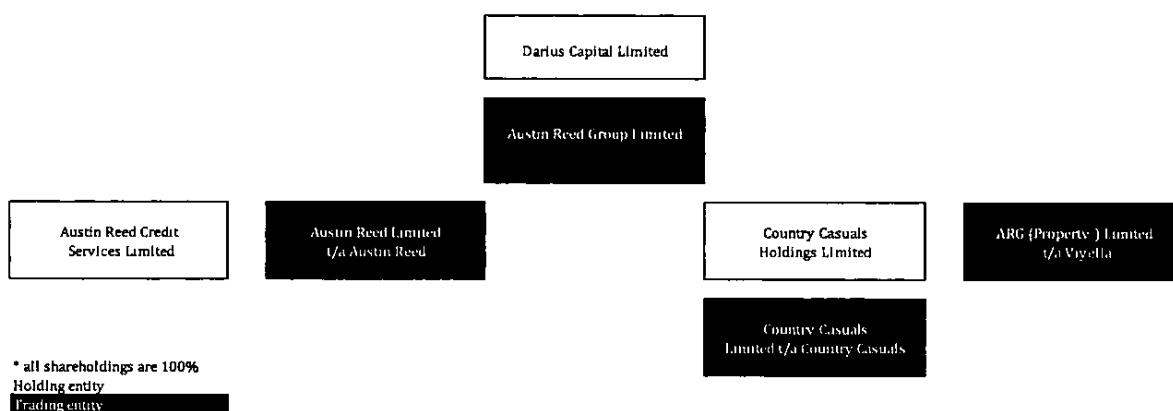 Darius Capital Limited
Austin Reed Group Limited
Austin Reed Credit
Services Limited
Austin Reed Limited
t/a Austin Reed
Country Casuals
Holdings Limited
ARG (Property ) Limited
t/a Viyella
Country Casuals
Limited t/a Country Casuals
* all shareholdings are 100%
Holding entity
Trading entity